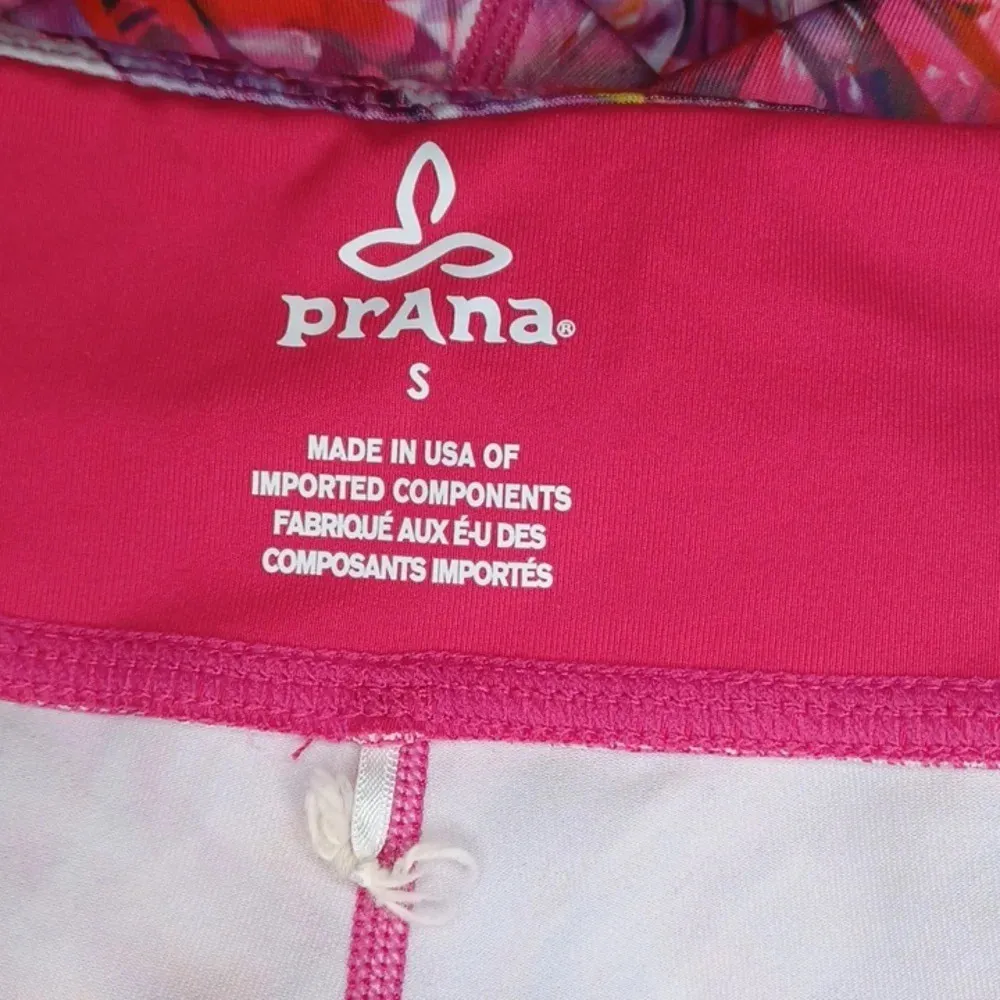 prAna®
S
MADE IN USA OF
IMPORTED COMPONENTS
FABRIQUÉ AUX É-U DES
COMPOSANTS IMPORTÉS